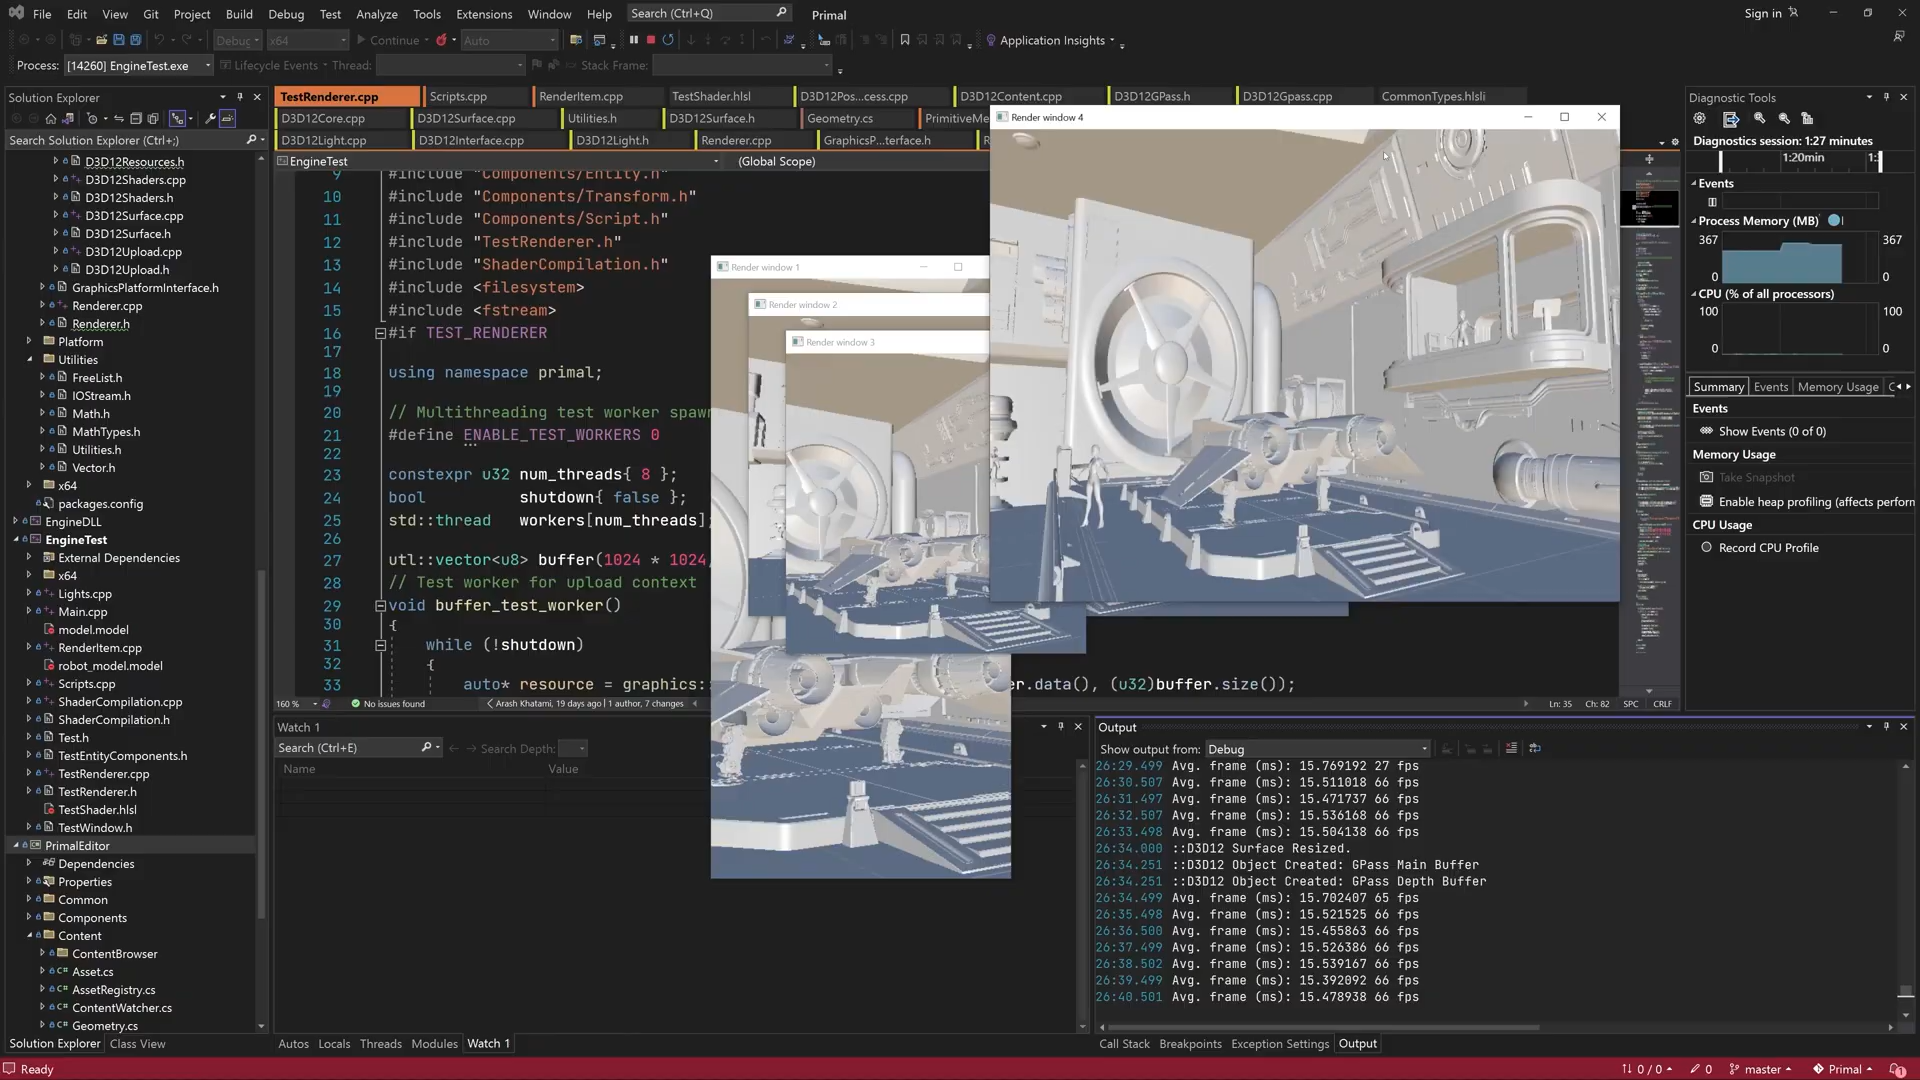 File Edit View Git Project Build Debug Test Analyze Tools Extensions Window Help Search (Ctrl+Q) Primal Sign in
Debug x64 Continue Auto Application Insights
Process: [14260] EngineTest.exe Lifecycle Events Thread: Stack Frame:
Solution Explorer
Search Solution Explorer (Ctrl+;)
D3D12Resources.h
D3D12Shaders.cpp
D3D12Shaders.h
D3D12Surface.cpp
D3D12Surface.h
D3D12Upload.cpp
D3D12Upload.h
GraphicsPlatformInterface.h
Renderer.cpp
Renderer.h
Platform
Utilities
FreeList.h
IOStream.h
Math.h
MathTypes.h
Utilities.h
Vector.h
x64
packages.config
EngineDLL
EngineTest
External Dependencies
x64
Lights.cpp
Main.cpp
model.model
RenderItem.cpp
robot_model.model
Scripts.cpp
ShaderCompilation.cpp
ShaderCompilation.h
Test.h
TestEntityComponents.h
TestRenderer.cpp
TestRenderer.h
TestShader.hlsl
TestWindow.h
PrimalEditor
Dependencies
Properties
Common
Components
Content
ContentBrowser
Asset.cs
AssetRegistry.cs
ContentWatcher.cs
Geometry.cs
Solution Explorer Class View
TestRenderer.cpp Scripts.cpp RenderItem.cpp TestShader.hlsl D3D12Pos...cess.cpp D3D12Content.cpp D3D12GPass.h D3D12Gpass.cpp CommonTypes.hlsli
D3D12Core.cpp D3D12Surface.cpp Utilities.h D3D12Surface.h Geometry.cs PrimitiveMe
D3D12Light.cpp D3D12Interface.cpp D3D12Light.h Renderer.cpp GraphicsP...terface.h
EngineTest (Global Scope)
9 #include "Components/Entity.h"
10 #include "Components/Transform.h"
11 #include "Components/Script.h"
12 #include "TestRenderer.h"
13 #include "ShaderCompilation.h"
14 #include <filesystem>
15 #include <fstream>
16 #if TEST_RENDERER
17
18 using namespace primal;
19
20 // Multithreading test worker spawn
21 #define ENABLE_TEST_WORKERS 0
22
23 constexpr u32 num_threads{ 8 };
24 bool shutdown{ false };
25 std::thread workers[num_threads];
26
27 utl::vector<u8> buffer(1024 * 1024
28 // Test worker for upload context
29 void buffer_test_worker()
30 {
31 while (!shutdown)
32 {
33 auto* resource = graphics: er.data(), (u32)buffer.size());
160 % No issues found Arash Khatami, 19 days ago | 1 author, 7 changes Ln: 35 Ch: 82 SPC CRLF
Render window 1
Render window 2
Render window 3
Render window 4
Watch 1
Search (Ctrl+E) Search Depth:
Name Value
Autos Locals Threads Modules Watch 1
Output
Show output from: Debug
26:29.499 Avg. frame (ms): 15.769192 27 fps
26:30.507 Avg. frame (ms): 15.511018 66 fps
26:31.497 Avg. frame (ms): 15.471737 66 fps
26:32.507 Avg. frame (ms): 15.536168 66 fps
26:33.498 Avg. frame (ms): 15.504138 66 fps
26:34.000 ::D3D12 Surface Resized.
26:34.251 ::D3D12 Object Created: GPass Main Buffer
26:34.251 ::D3D12 Object Created: GPass Depth Buffer
26:34.499 Avg. frame (ms): 15.702407 65 fps
26:35.498 Avg. frame (ms): 15.521525 66 fps
26:36.500 Avg. frame (ms): 15.455863 66 fps
26:37.499 Avg. frame (ms): 15.526386 66 fps
26:38.502 Avg. frame (ms): 15.539167 66 fps
26:39.499 Avg. frame (ms): 15.392092 66 fps
26:40.501 Avg. frame (ms): 15.478938 66 fps
Call Stack Breakpoints Exception Settings Output
Diagnostic Tools
Diagnostics session: 1:27 minutes
1:20min 1:
Events
Process Memory (MB)
367 367
0 0
CPU (% of all processors)
100 100
0 0
Summary Events Memory Usage C
Events
Show Events (0 of 0)
Memory Usage
Take Snapshot
Enable heap profiling (affects perform
CPU Usage
Record CPU Profile
Ready 0 / 0 0 master Primal 1